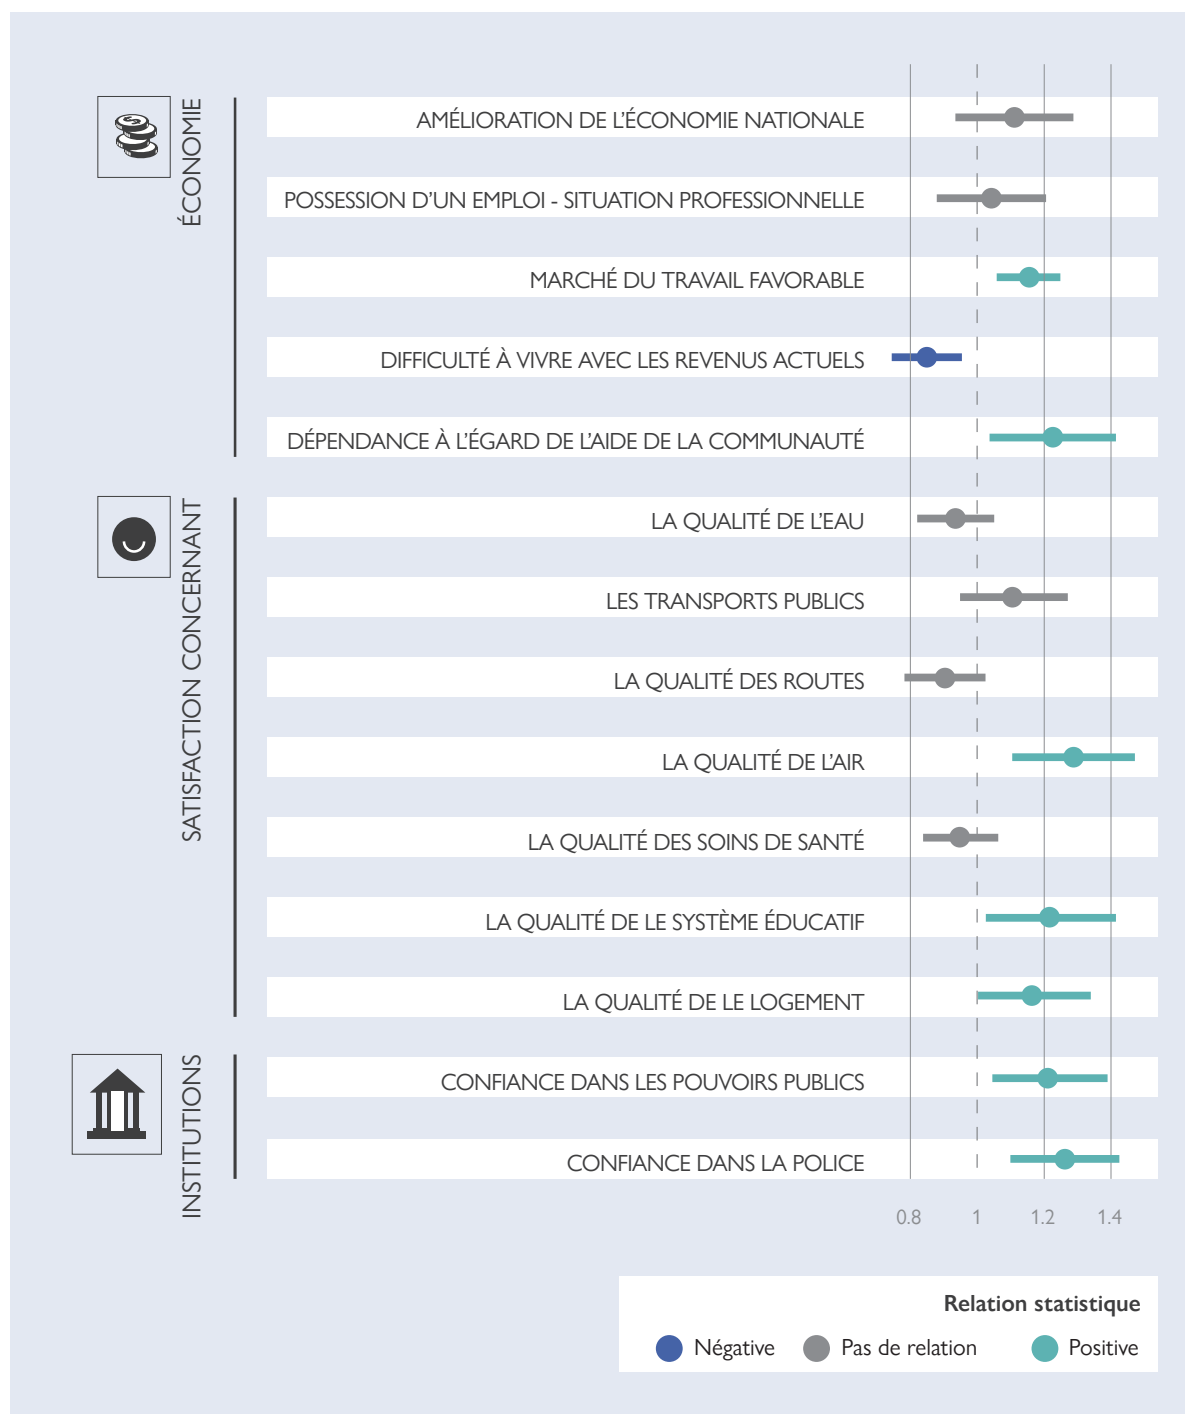 ÉCONOMIE
AMÉLIORATION DE L'ÉCONOMIE NATIONALE
POSSESSION D'UN EMPLOI - SITUATION PROFESSIONNELLE
MARCHÉ DU TRAVAIL FAVORABLE
DIFFICULTÉ À VIVRE AVEC LES REVENUS ACTUELS
DÉPENDANCE À L'ÉGARD DE L'AIDE DE LA COMMUNAUTÉ
SATISFACTION CONCERNANT
LA QUALITÉ DE L'EAU
LES TRANSPORTS PUBLICS
LA QUALITÉ DES ROUTES
LA QUALITÉ DE L'AIR
LA QUALITÉ DES SOINS DE SANTÉ
LA QUALITÉ DE LE SYSTÈME ÉDUCATIF
LA QUALITÉ DE LE LOGEMENT
INSTITUTIONS
CONFIANCE DANS LES POUVOIRS PUBLICS
CONFIANCE DANS LA POLICE
0.8 1 1.2 1.4
Relation statistique
Négative Pas de relation Positive